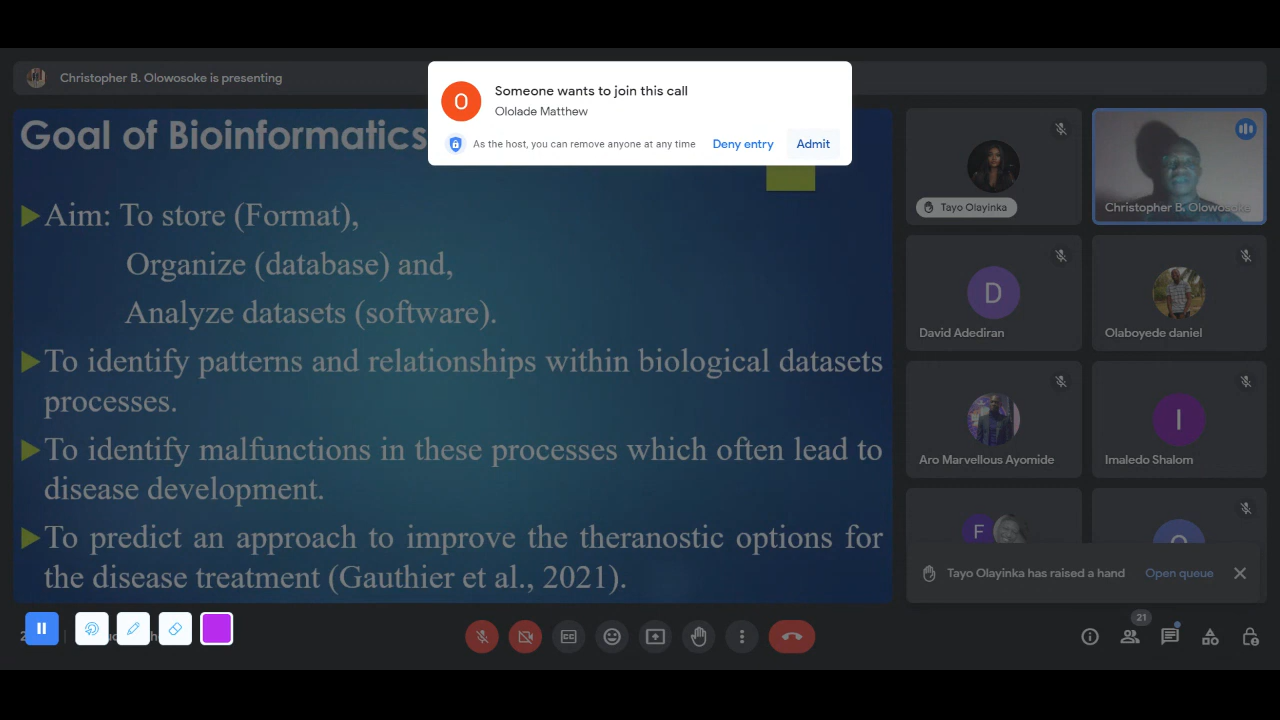 Christopher B. Olowosoke is presenting
Someone wants to join this call
O
Ololade Matthew
As the host, you can remove anyone at any time
Deny entry
Admit
Goal of Bioinformatics
Aim: To store (Format),
Organize (database) and,
Analyze datasets (software).
To identify patterns and relationships within biological datasets
processes.
To identify malfunctions in these processes which often lead to
disease development.
To predict an approach to improve the theranostic options for
the disease treatment (Gauthier et al., 2021).
Tayo Olayinka
Christopher B. Olowosoke
D
David Adediran
Olaboyede daniel
Aro Marvellous Ayomide
I
Imaledo Shalom
F
Tayo Olayinka has raised a hand
Open queue
CC
21